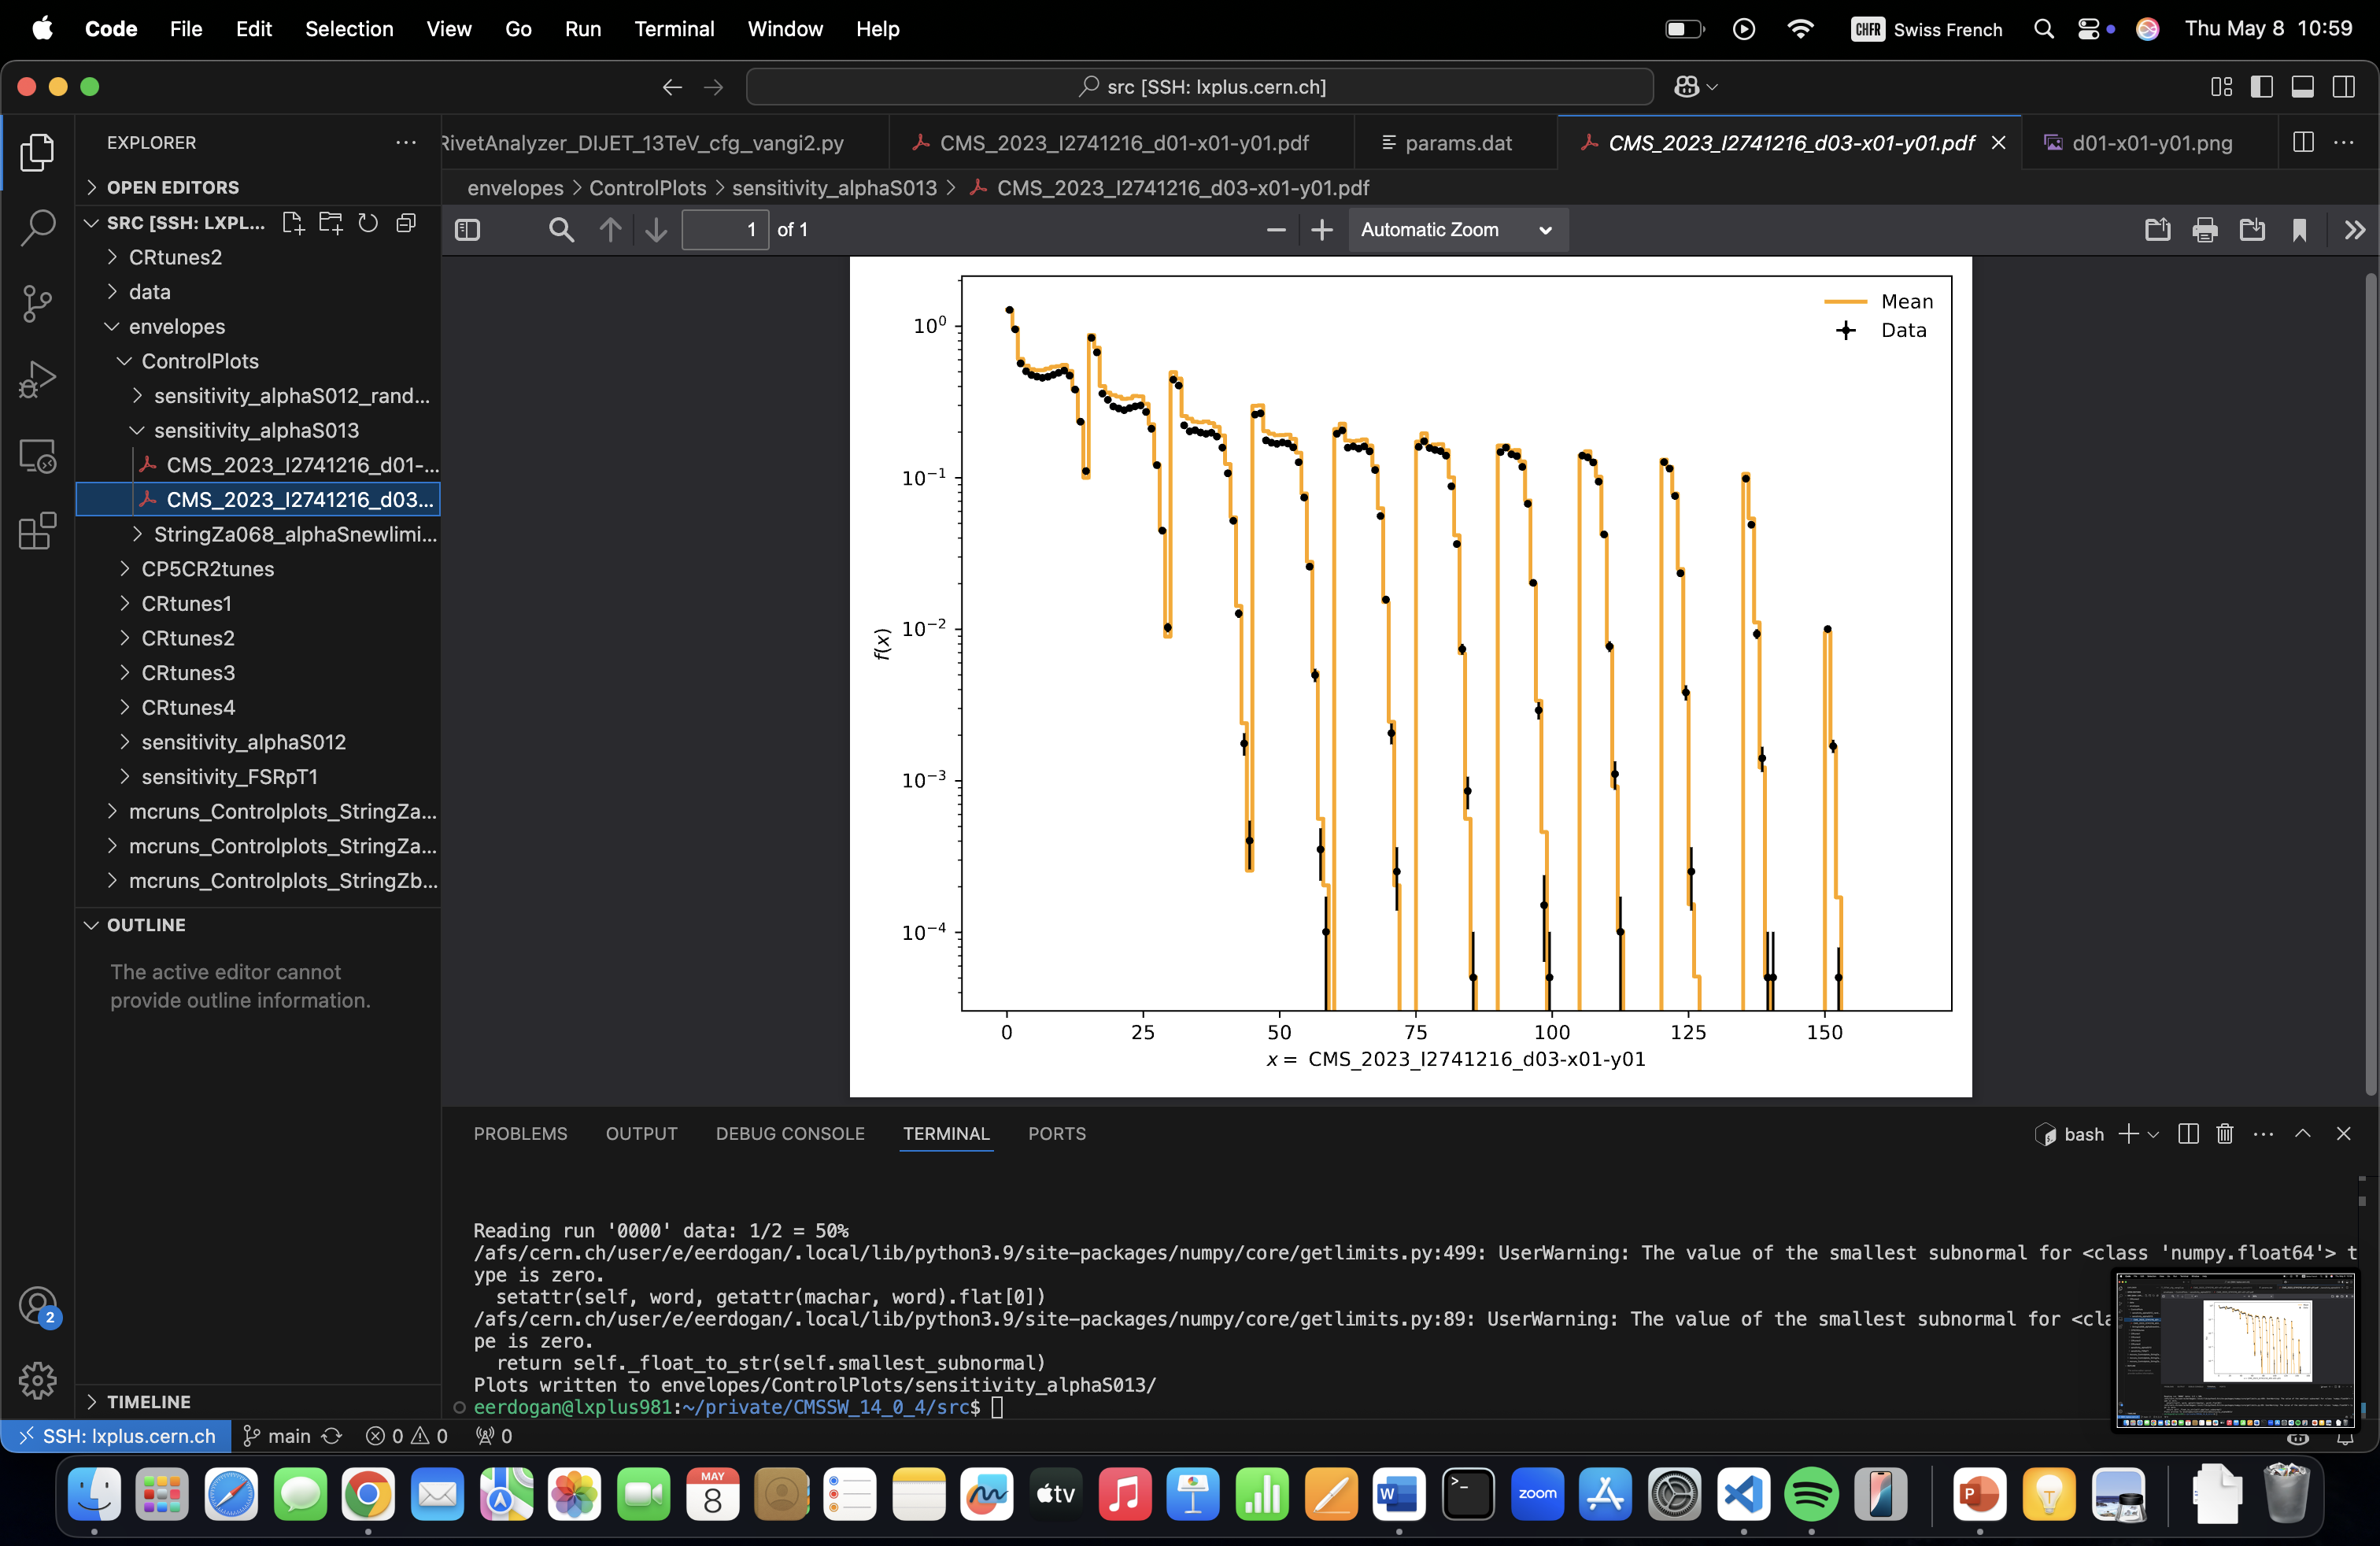 Code File Edit Selection View Go Run Terminal Window Help CHFR Swiss French Thu May 8 10:59
src [SSH: lxplus.cern.ch]
EXPLORER
RivetAnalyzer_DIJET_13TeV_cfg_vangi2.py CMS_2023_I2741216_d01-x01-y01.pdf params.dat CMS_2023_I2741216_d03-x01-y01.pdf d01-x01-y01.png
OPEN EDITORS
envelopes > ControlPlots > sensitivity_alphaS013 > CMS_2023_I2741216_d03-x01-y01.pdf
SRC [SSH: LXPL...
1 of 1 Automatic Zoom
CRtunes2
data
envelopes
ControlPlots
sensitivity_alphaS012_rand...
sensitivity_alphaS013
CMS_2023_I2741216_d01-...
CMS_2023_I2741216_d03...
StringZa068_alphaSnewlimi...
CP5CR2tunes
CRtunes1
CRtunes2
CRtunes3
CRtunes4
sensitivity_alphaS012
sensitivity_FSRpT1
mcruns_Controlplots_StringZa...
mcruns_Controlplots_StringZa...
mcruns_Controlplots_StringZb...
OUTLINE
The active editor cannot
provide outline information.
TIMELINE
Mean
Data
10⁰
10⁻¹
10⁻²
10⁻³
10⁻⁴
f(x)
0 25 50 75 100 125 150
x = CMS_2023_I2741216_d03-x01-y01
PROBLEMS OUTPUT DEBUG CONSOLE TERMINAL PORTS bash
Reading run '0000' data: 1/2 = 50%
/afs/cern.ch/user/e/eerdogan/.local/lib/python3.9/site-packages/numpy/core/getlimits.py:499: UserWarning: The value of the smallest subnormal for <class 'numpy.float64'> t
ype is zero.
setattr(self, word, getattr(machar, word).flat[0])
/afs/cern.ch/user/e/eerdogan/.local/lib/python3.9/site-packages/numpy/core/getlimits.py:89: UserWarning: The value of the smallest subnormal for <cla
pe is zero.
return self._float_to_str(self.smallest_subnormal)
Plots written to envelopes/ControlPlots/sensitivity_alphaS013/
eerdogan@lxplus981:~/private/CMSSW_14_0_4/src$
2
SSH: lxplus.cern.ch main 0 0 0
MAY
8
tv
W
>_
zoom
P